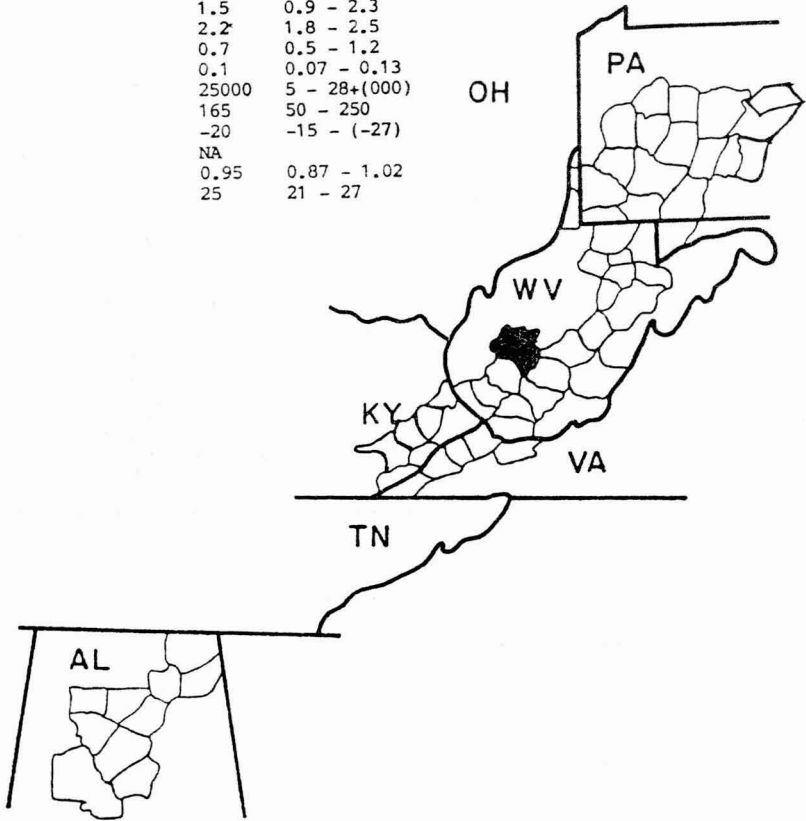 1.5 0.9 - 2.3
2.2 1.8 - 2.5
0.7 0.5 - 1.2
0.1 0.07 - 0.13
25000 5 - 28+(000)
165 50 - 250
-20 -15 - (-27)
NA
0.95 0.87 - 1.02
25 21 - 27
OH
PA
WV
KY
VA
TN
AL